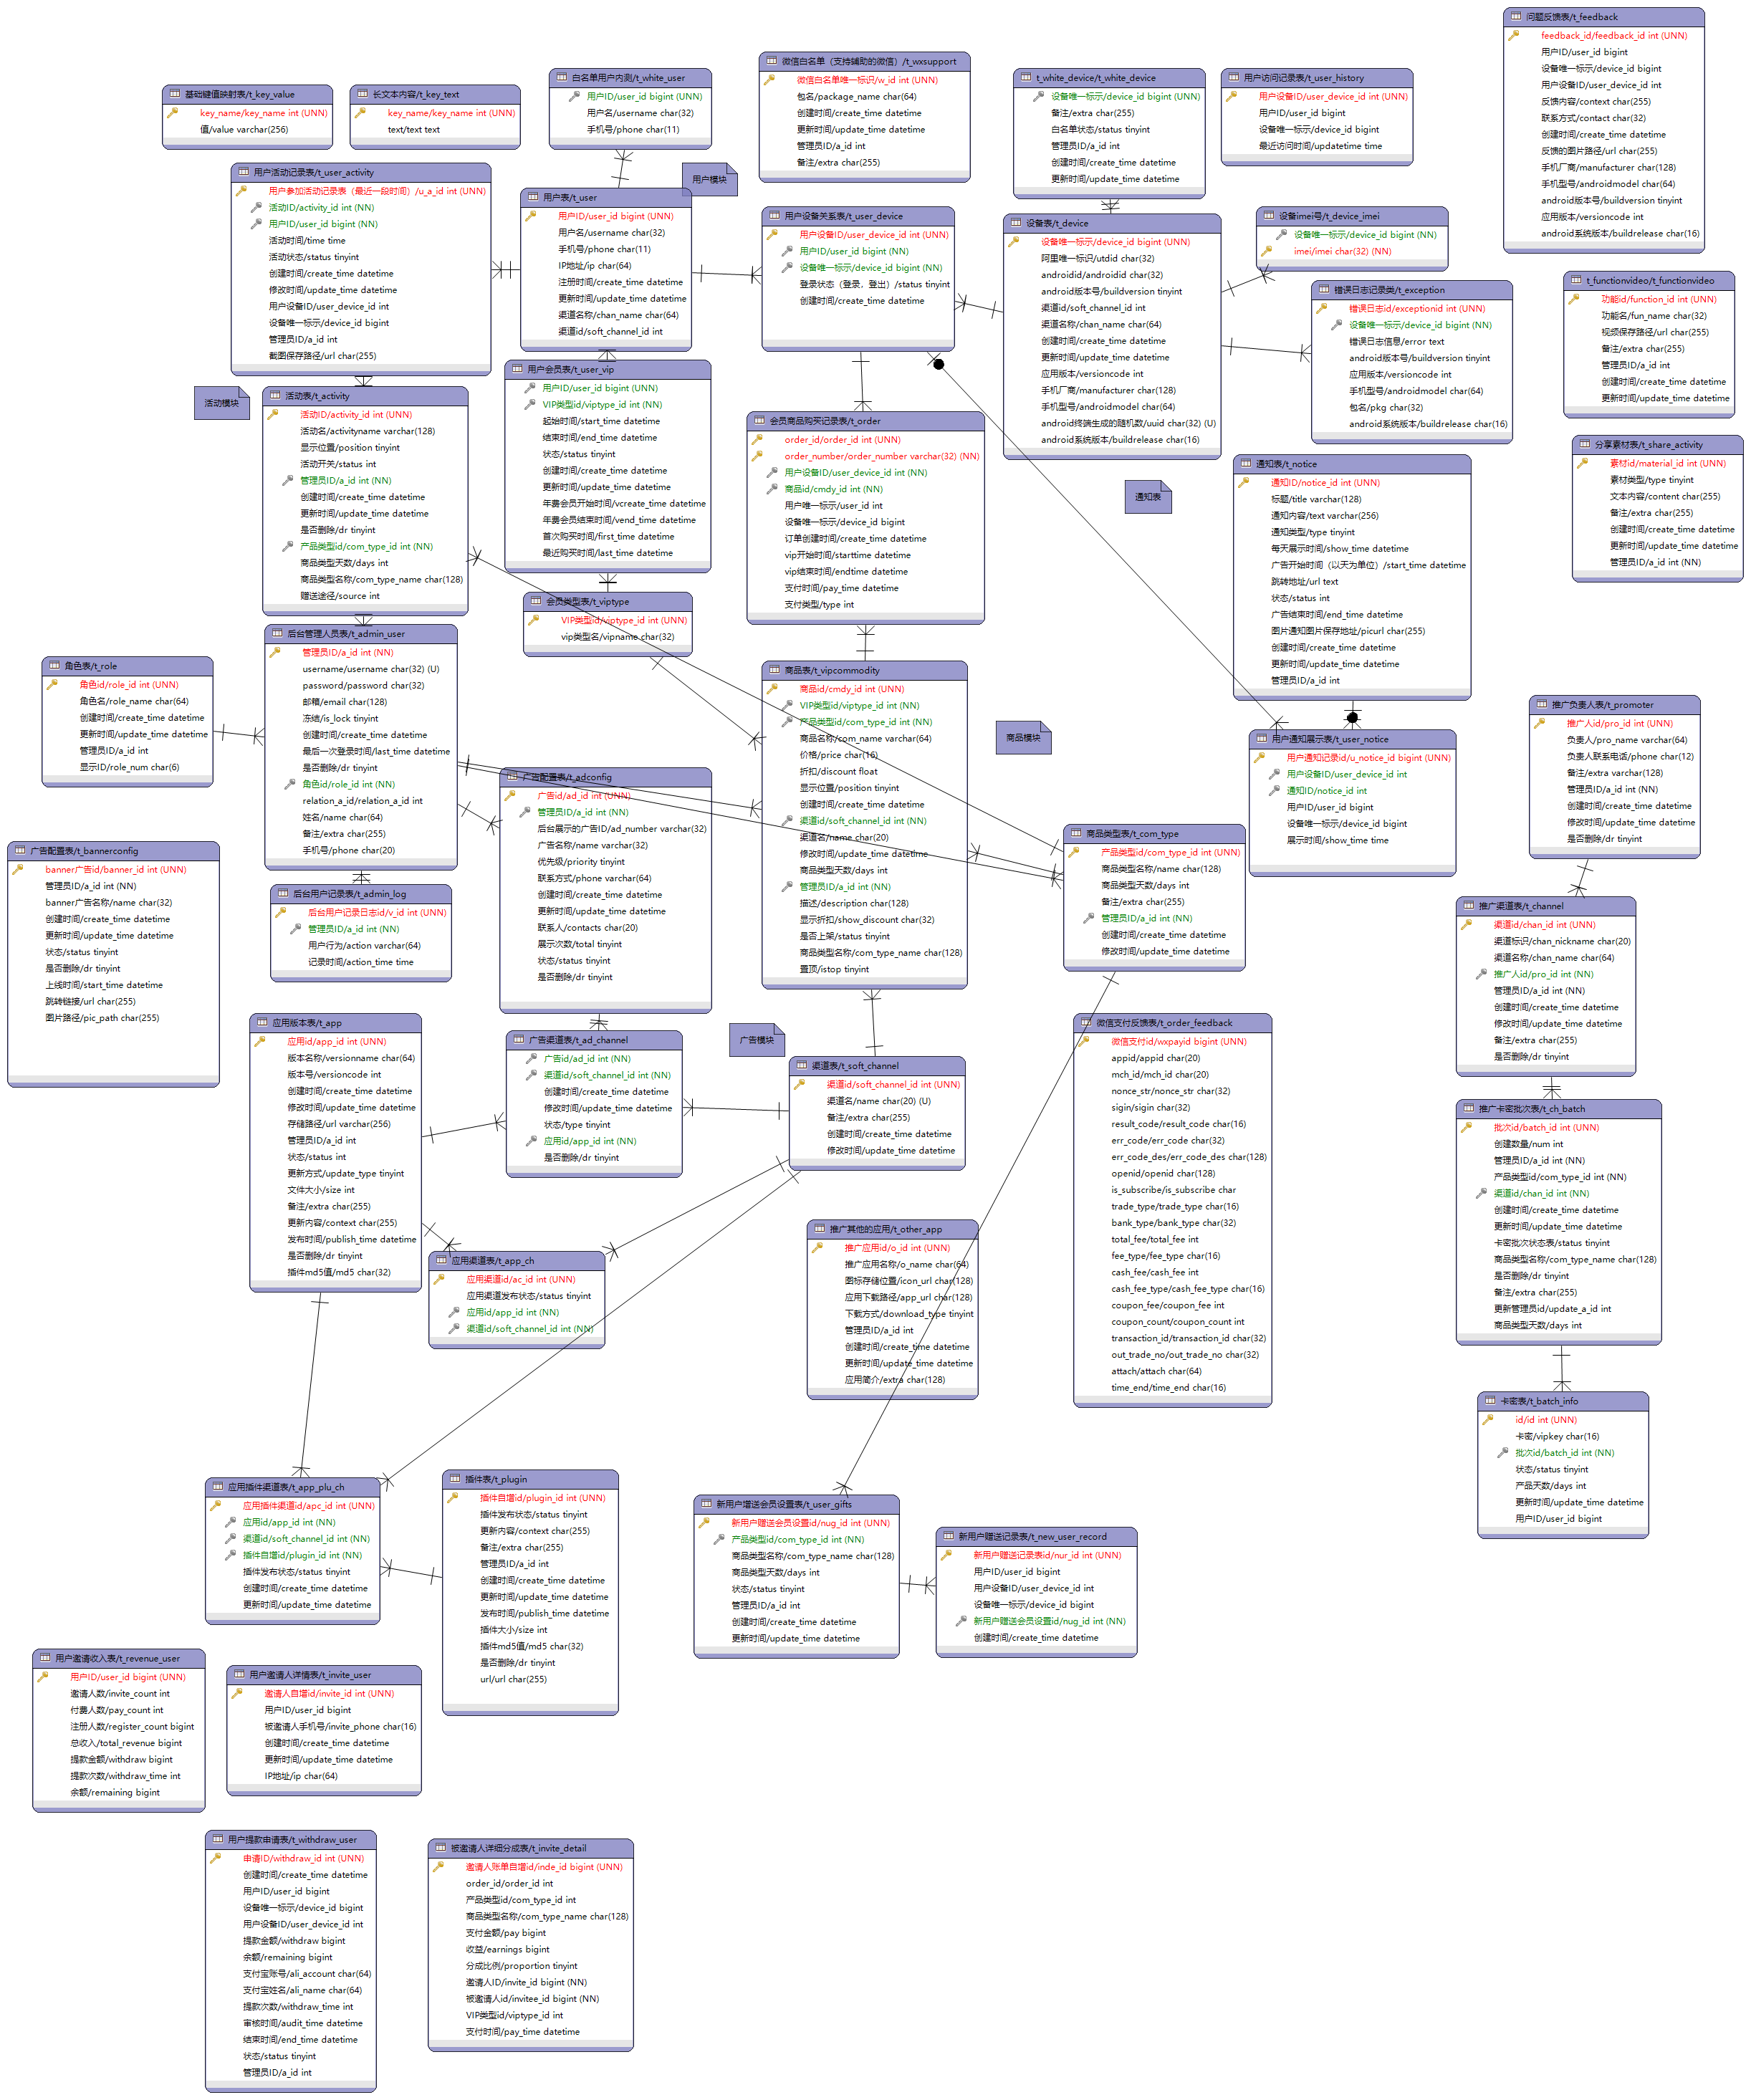 问题反馈表/t_feedback
feedback_id/feedback_id int (UNN)
用户ID/user_id bigint
设备唯一标示/device_id bigint
用户设备ID/user_device_id int
反馈内容/context char(255)
联系方式/contact char(32)
创建时间/create_time datetime
反馈的图片路径/url char(255)
手机厂商/manufacturer char(128)
手机型号/androidmodel char(64)
android版本号/buildversion tinyint
应用版本/versioncode int
android系统版本/buildrelease char(16)
基础键值映射表/t_key_value
key_name/key_name int (UNN)
值/value varchar(256)
长文本内容/t_key_text
key_name/key_name int (UNN)
text/text text
白名单用户内测/t_white_user
用户ID/user_id bigint (UNN)
用户名/username char(32)
手机号/phone char(11)
微信白名单（支持辅助的微信）/t_wxsupport
微信白名单唯一标识/w_id int (UNN)
包名/package_name char(64)
创建时间/create_time datetime
更新时间/update_time datetime
管理员ID/a_id int
备注/extra char(255)
t_white_device/t_white_device
设备唯一标示/device_id bigint (UNN)
备注/extra char(255)
白名单状态/status tinyint
管理员ID/a_id int
创建时间/create_time datetime
更新时间/update_time datetime
用户访问记录表/t_user_history
用户设备ID/user_device_id int (UNN)
用户ID/user_id bigint
设备唯一标示/device_id bigint
最近访问时间/updatetime time
用户活动记录表/t_user_activity
用户参加活动记录表（最近一段时间）/u_a_id int (UNN)
活动ID/activity_id int (NN)
用户ID/user_id bigint (NN)
活动时间/time time
活动状态/status tinyint
创建时间/create_time datetime
修改时间/update_time datetime
用户设备ID/user_device_id int
设备唯一标示/device_id bigint
管理员ID/a_id int
截图保存路径/url char(255)
用户模块
用户表/t_user
用户ID/user_id bigint (UNN)
用户名/username char(32)
手机号/phone char(11)
IP地址/ip char(64)
注册时间/create_time datetime
更新时间/update_time datetime
渠道名称/chan_name char(64)
渠道id/soft_channel_id int
用户设备关系表/t_user_device
用户设备ID/user_device_id int (UNN)
用户ID/user_id bigint (NN)
设备唯一标示/device_id bigint (NN)
登录状态（登录，登出）/status tinyint
创建时间/create_time datetime
设备表/t_device
设备唯一标示/device_id bigint (UNN)
阿里唯一标识/utdid char(32)
androidid/androidid char(32)
android版本号/buildversion tinyint
渠道id/soft_channel_id int
渠道名称/chan_name char(64)
创建时间/create_time datetime
更新时间/update_time datetime
应用版本/versioncode int
手机厂商/manufacturer char(128)
手机型号/androidmodel char(64)
android终端生成的随机数/uuid char(32) (U)
android系统版本/buildrelease char(16)
设备imei号/t_device_imei
设备唯一标示/device_id bigint (NN)
imei/imei char(32) (NN)
错误日志记录类/t_exception
错误日志id/exceptionid int (UNN)
设备唯一标示/device_id bigint (NN)
错误日志信息/error text
android版本号/buildversion tinyint
应用版本/versioncode int
手机型号/androidmodel char(64)
包名/pkg char(32)
android系统版本/buildrelease char(16)
t_functionvideo/t_functionvideo
功能id/function_id int (UNN)
功能名/fun_name char(32)
视频保存路径/url char(255)
备注/extra char(255)
管理员ID/a_id int
创建时间/create_time datetime
更新时间/update_time datetime
分享素材表/t_share_activity
素材id/material_id int (UNN)
素材类型/type tinyint
文本内容/content char(255)
备注/extra char(255)
创建时间/create_time datetime
更新时间/update_time datetime
管理员ID/a_id int (NN)
活动模块
活动表/t_activity
活动ID/activity_id int (UNN)
活动名/activityname varchar(128)
显示位置/position tinyint
活动开关/status int
管理员ID/a_id int (NN)
创建时间/create_time datetime
更新时间/update_time datetime
是否删除/dr tinyint
产品类型id/com_type_id int (NN)
商品类型天数/days int
商品类型名称/com_type_name char(128)
赠送途径/source int
用户会员表/t_user_vip
用户ID/user_id bigint (UNN)
VIP类型id/viptype_id int (NN)
起始时间/start_time datetime
结束时间/end_time datetime
状态/status tinyint
创建时间/create_time datetime
更新时间/update_time datetime
年费会员开始时间/vcreate_time datetime
年费会员结束时间/vend_time datetime
首次购买时间/first_time datetime
最近购买时间/last_time datetime
会员商品购买记录表/t_order
order_id/order_id int (UNN)
order_number/order_number varchar(32) (NN)
用户设备ID/user_device_id int (NN)
商品id/cmdy_id int (NN)
用户唯一标示/user_id int
设备唯一标示/device_id bigint
订单创建时间/create_time datetime
vip开始时间/starttime datetime
vip结束时间/endtime datetime
支付时间/pay_time datetime
支付类型/type int
通知表
通知表/t_notice
通知ID/notice_id int (UNN)
标题/title varchar(128)
通知内容/text varchar(256)
通知类型/type tinyint
每天展示时间/show_time datetime
广告开始时间（以天为单位）/start_time datetime
跳转地址/url text
状态/status int
广告结束时间/end_time datetime
图片通知图片保存地址/picurl char(255)
创建时间/create_time datetime
更新时间/update_time datetime
管理员ID/a_id int
会员类型表/t_viptype
VIP类型id/viptype_id int (UNN)
vip类型名/vipname char(32)
角色表/t_role
角色id/role_id int (UNN)
角色名/role_name char(64)
创建时间/create_time datetime
更新时间/update_time datetime
管理员ID/a_id int
显示ID/role_num char(6)
后台管理人员表/t_admin_user
管理员ID/a_id int (NN)
username/username char(32) (U)
password/password char(32)
邮箱/email char(128)
冻结/is_lock tinyint
创建时间/create_time datetime
最后一次登录时间/last_time datetime
是否删除/dr tinyint
角色id/role_id int (NN)
relation_a_id/relation_a_id int
姓名/name char(64)
备注/extra char(255)
手机号/phone char(20)
商品表/t_vipcommodity
商品id/cmdy_id int (UNN)
VIP类型id/viptype_id int (NN)
产品类型id/com_type_id int (NN)
商品名称/com_name varchar(64)
价格/price char(16)
折扣/discount float
显示位置/position tinyint
创建时间/create_time datetime
渠道id/soft_channel_id int (NN)
渠道名/name char(20)
修改时间/update_time datetime
商品类型天数/days int
管理员ID/a_id int (NN)
描述/description char(128)
显示折扣/show_discount char(32)
是否上架/status tinyint
商品类型名称/com_type_name char(128)
置顶/istop tinyint
商品模块
用户通知展示表/t_user_notice
用户通知记录id/u_notice_id bigint (UNN)
用户设备ID/user_device_id int
通知ID/notice_id int
用户ID/user_id bigint
设备唯一标示/device_id bigint
展示时间/show_time time
推广负责人表/t_promoter
推广人id/pro_id int (UNN)
负责人/pro_name varchar(64)
负责人联系电话/phone char(12)
备注/extra varchar(128)
管理员ID/a_id int (NN)
创建时间/create_time datetime
修改时间/update_time datetime
是否删除/dr tinyint
广告配置表/t_adconfig
广告id/ad_id int (UNN)
管理员ID/a_id int (NN)
后台展示的广告ID/ad_number varchar(32)
广告名称/name varchar(32)
优先级/priority tinyint
联系方式/phone varchar(64)
创建时间/create_time datetime
更新时间/update_time datetime
联系人/contacts char(20)
展示次数/total tinyint
状态/status tinyint
是否删除/dr tinyint
广告配置表/t_bannerconfig
banner广告id/banner_id int (UNN)
管理员ID/a_id int (NN)
banner广告名称/name char(32)
创建时间/create_time datetime
更新时间/update_time datetime
状态/status tinyint
是否删除/dr tinyint
上线时间/start_time datetime
跳转链接/url char(255)
图片路径/pic_path char(255)
后台用户记录表/t_admin_log
后台用户记录日志id/v_id int (UNN)
管理员ID/a_id int (NN)
用户行为/action varchar(64)
记录时间/action_time time
商品类型表/t_com_type
产品类型id/com_type_id int (UNN)
商品类型名称/name char(128)
商品类型天数/days int
备注/extra char(255)
管理员ID/a_id int (NN)
创建时间/create_time datetime
修改时间/update_time datetime
推广渠道表/t_channel
渠道id/chan_id int (UNN)
渠道标识/chan_nickname char(20)
渠道名称/chan_name char(64)
推广人id/pro_id int (NN)
管理员ID/a_id int (NN)
创建时间/create_time datetime
修改时间/update_time datetime
备注/extra char(255)
是否删除/dr tinyint
应用版本表/t_app
应用id/app_id int (UNN)
版本名称/versionname char(64)
版本号/versioncode int
创建时间/create_time datetime
修改时间/update_time datetime
存储路径/url varchar(256)
管理员ID/a_id int
状态/status int
更新方式/update_type tinyint
文件大小/size int
备注/extra char(255)
更新内容/context char(255)
发布时间/publish_time datetime
是否删除/dr tinyint
插件md5值/md5 char(32)
广告渠道表/t_ad_channel
广告id/ad_id int (NN)
渠道id/soft_channel_id int (NN)
创建时间/create_time datetime
修改时间/update_time datetime
状态/type tinyint
应用id/app_id int (NN)
是否删除/dr tinyint
广告模块
渠道表/t_soft_channel
渠道id/soft_channel_id int (UNN)
渠道名/name char(20) (U)
备注/extra char(255)
创建时间/create_time datetime
修改时间/update_time datetime
微信支付反馈表/t_order_feedback
微信支付id/wxpayid bigint (UNN)
appid/appid char(20)
mch_id/mch_id char(20)
nonce_str/nonce_str char(32)
sigin/sigin char(32)
result_code/result_code char(16)
err_code/err_code char(32)
err_code_des/err_code_des char(128)
openid/openid char(128)
is_subscribe/is_subscribe char
trade_type/trade_type char(16)
bank_type/bank_type char(32)
total_fee/total_fee int
fee_type/fee_type char(16)
cash_fee/cash_fee int
cash_fee_type/cash_fee_type char(16)
coupon_fee/coupon_fee int
coupon_count/coupon_count int
transaction_id/transaction_id char(32)
out_trade_no/out_trade_no char(32)
attach/attach char(64)
time_end/time_end char(16)
推广卡密批次表/t_ch_batch
批次id/batch_id int (UNN)
创建数量/num int
管理员ID/a_id int (NN)
产品类型id/com_type_id int (NN)
渠道id/chan_id int (NN)
创建时间/create_time datetime
更新时间/update_time datetime
卡密批次状态表/status tinyint
商品类型名称/com_type_name char(128)
是否删除/dr tinyint
备注/extra char(255)
更新管理员id/update_a_id int
商品类型天数/days int
应用渠道表/t_app_ch
应用渠道id/ac_id int (UNN)
应用渠道发布状态/status tinyint
应用id/app_id int (NN)
渠道id/soft_channel_id int (NN)
推广其他的应用/t_other_app
推广应用id/o_id int (UNN)
推广应用名称/o_name char(64)
图标存储位置/icon_url char(128)
应用下载路径/app_url char(128)
下载方式/download_type tinyint
管理员ID/a_id int
创建时间/create_time datetime
更新时间/update_time datetime
应用简介/extra char(128)
卡密表/t_batch_info
id/id int (UNN)
卡密/vipkey char(16)
批次id/batch_id int (NN)
状态/status tinyint
产品天数/days int
更新时间/update_time datetime
用户ID/user_id bigint
应用插件渠道表/t_app_plu_ch
应用插件渠道id/apc_id int (UNN)
应用id/app_id int (NN)
渠道id/soft_channel_id int (NN)
插件自增id/plugin_id int (NN)
插件发布状态/status tinyint
创建时间/create_time datetime
更新时间/update_time datetime
插件表/t_plugin
插件自增id/plugin_id int (UNN)
插件发布状态/status tinyint
更新内容/context char(255)
备注/extra char(255)
管理员ID/a_id int
创建时间/create_time datetime
更新时间/update_time datetime
发布时间/publish_time datetime
插件大小/size int
插件md5值/md5 char(32)
是否删除/dr tinyint
url/url char(255)
新用户增送会员设置表/t_user_gifts
新用户赠送会员设置id/nug_id int (UNN)
产品类型id/com_type_id int (NN)
商品类型名称/com_type_name char(128)
商品类型天数/days int
状态/status tinyint
管理员ID/a_id int
创建时间/create_time datetime
更新时间/update_time datetime
新用户赠送记录表/t_new_user_record
新用户赠送记录表id/nur_id int (UNN)
用户ID/user_id bigint
用户设备ID/user_device_id int
设备唯一标示/device_id bigint
新用户赠送会员设置id/nug_id int (NN)
创建时间/create_time datetime
用户邀请收入表/t_revenue_user
用户ID/user_id bigint (UNN)
邀请人数/invite_count int
付费人数/pay_count int
注册人数/register_count bigint
总收入/total_revenue bigint
提款金额/withdraw bigint
提款次数/withdraw_time int
余额/remaining bigint
用户邀请人详情表/t_invite_user
邀请人自增id/invite_id int (UNN)
用户ID/user_id bigint
被邀请人手机号/invite_phone char(16)
创建时间/create_time datetime
更新时间/update_time datetime
IP地址/ip char(64)
用户提款申请表/t_withdraw_user
申请ID/withdraw_id int (UNN)
创建时间/create_time datetime
用户ID/user_id bigint
设备唯一标示/device_id bigint
用户设备ID/user_device_id int
提款金额/withdraw bigint
余额/remaining bigint
支付宝账号/ali_account char(64)
支付宝姓名/ali_name char(64)
提款次数/withdraw_time int
审核时间/audit_time datetime
结束时间/end_time datetime
状态/status tinyint
管理员ID/a_id int
被邀请人详细分成表/t_invite_detail
邀请人账单自增id/inde_id bigint (UNN)
order_id/order_id int
产品类型id/com_type_id int
商品类型名称/com_type_name char(128)
支付金额/pay bigint
收益/earnings bigint
分成比例/proportion tinyint
邀请人ID/invite_id bigint (NN)
被邀请人id/invitee_id bigint (NN)
VIP类型id/viptype_id int
支付时间/pay_time datetime